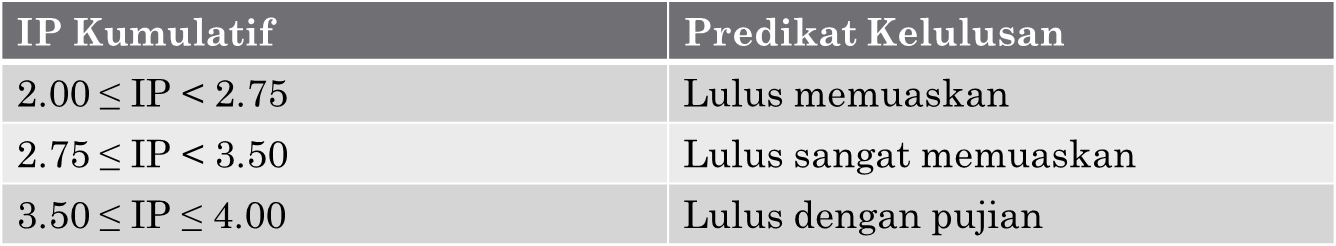 IP Kumulatif Predikat Kelulusan
2.00 ≤ IP < 2.75 Lulus memuaskan
2.75 ≤ IP < 3.50 Lulus sangat memuaskan
3.50 ≤ IP ≤ 4.00 Lulus dengan pujian